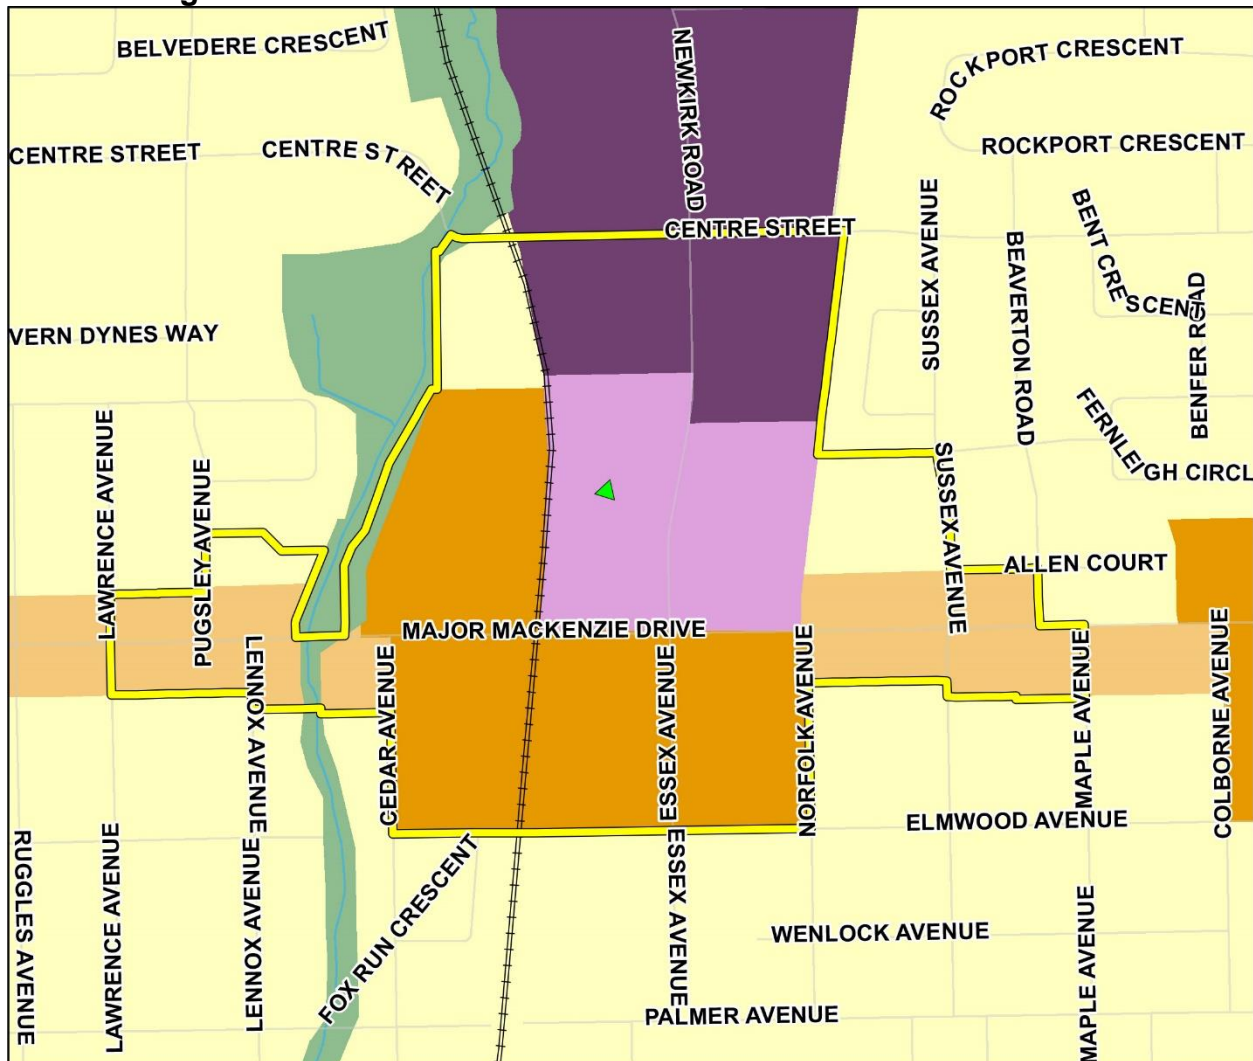 BELVEDERE CRESCENT
NEWKIRK ROAD
ROCKPORT CRESCENT
CENTRE STREET
CENTRE STREET
ROCKPORT CRESCENT
CENTRE STREET
SUSSEX AVENUE
BENT CRESCENT
BEAVERTON ROAD
BENFER ROAD
VERN DYNES WAY
FERNLEIGH CIRCL
LAWRENCE AVENUE
PUGSLEY AVENUE
SUSSEX AVENUE
ALLEN COURT
MAJOR MACKENZIE DRIVE
LENNOX AVENUE
CEDAR AVENUE
ESSEX AVENUE
NORFOLK AVENUE
MAPLE AVENUE
COLBORNE AVENUE
ELMWOOD AVENUE
RUGGLES AVENUE
LAWRENCE AVENUE
LENNOX AVENUE
FOX RUN CRESCENT
ESSEX AVENUE
WENLOCK AVENUE
MAPLE AVENUE
PALMER AVENUE